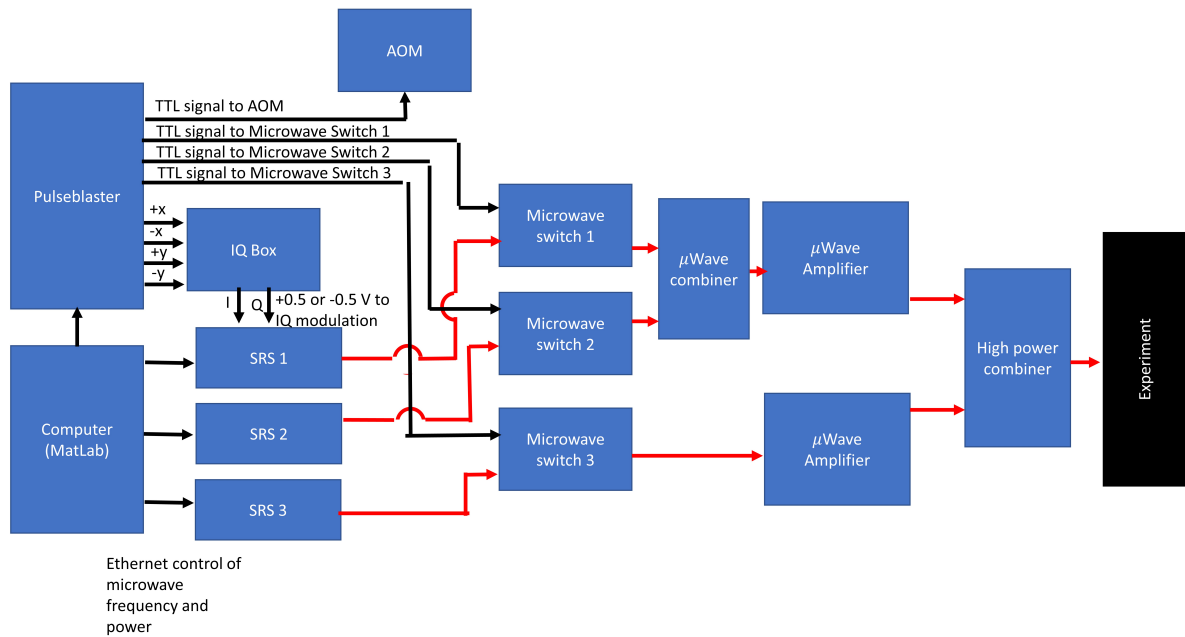 AOM
TTL signal to AOM
TTL signal to Microwave Switch 1
TTL signal to Microwave Switch 2
TTL signal to Microwave Switch 3
Pulseblaster
+x
-x
+y
-y
IQ Box
I
Q
+0.5 or -0.5 V to
IQ modulation
SRS 1
SRS 2
SRS 3
Computer
(MatLab)
Ethernet control of
microwave
frequency and
power
Microwave
switch 1
Microwave
switch 2
Microwave
switch 3
μWave
combiner
μWave
Amplifier
μWave
Amplifier
High power
combiner
Experiment